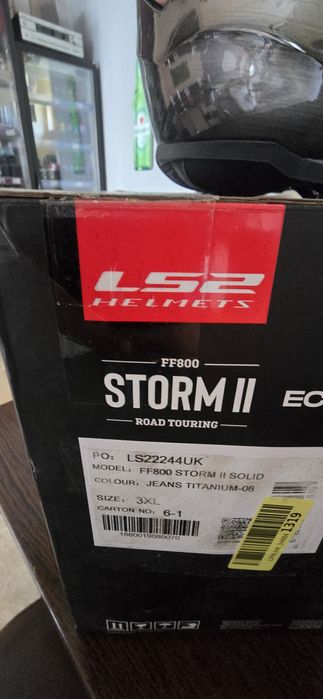 LS2
HELMETS
FF800
STORM II
EC
ROAD TOURING
PO: LS22244UK
MODEL: FF800 STORM II SOLID
COLOUR: JEANS TITANIUM-06
SIZE: 3XL
CARTON NO: 6-1
1680019080070
1319